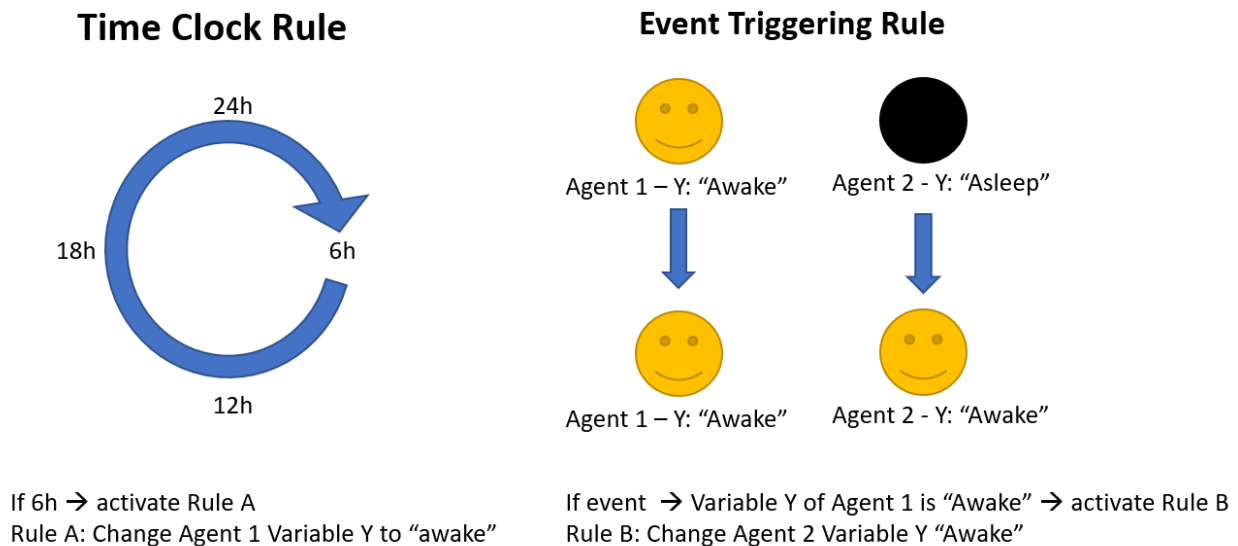 Time Clock Rule
24h
18h
6h
12h
If 6h → activate Rule A
Rule A: Change Agent 1 Variable Y to “awake”
Event Triggering Rule
Agent 1 – Y: “Awake”
Agent 2 - Y: “Asleep”
Agent 1 – Y: “Awake”
Agent 2 - Y: “Awake”
If event → Variable Y of Agent 1 is “Awake” → activate Rule B
Rule B: Change Agent 2 Variable Y “Awake”